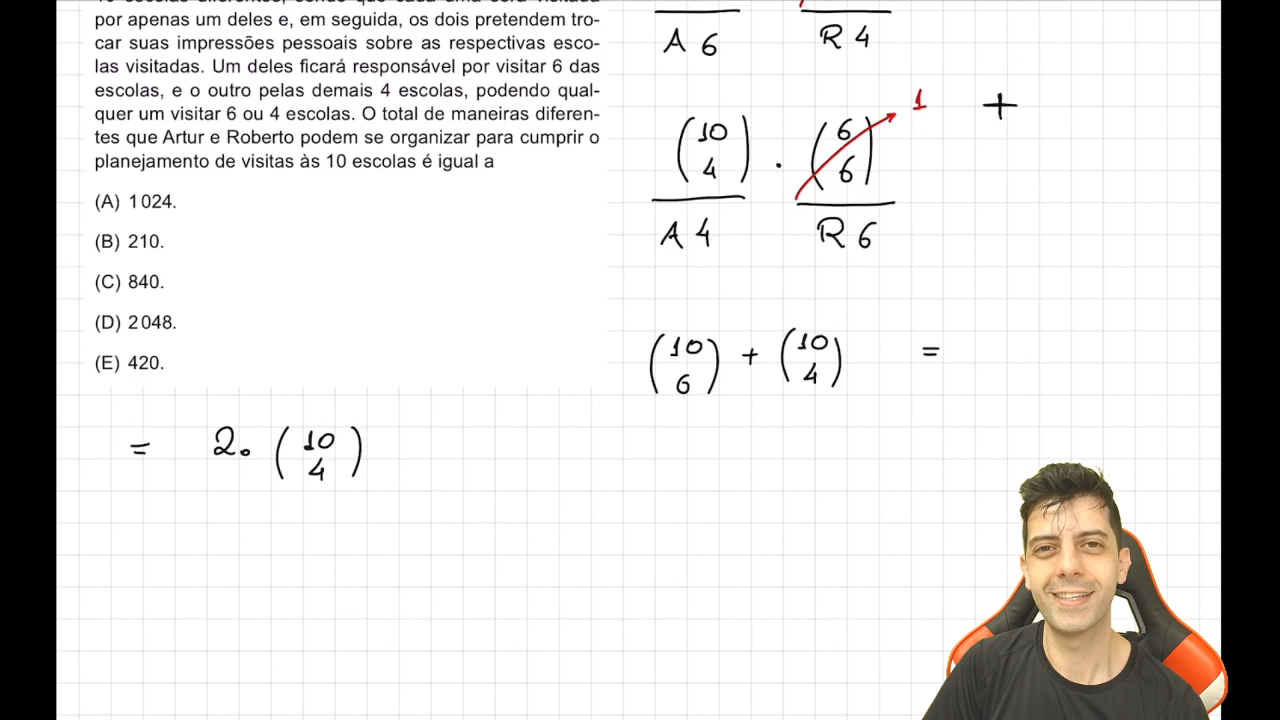 por apenas um deles e, em seguida, os dois pretendem tro-
car suas impressões pessoais sobre as respectivas esco-
las visitadas. Um deles ficará responsável por visitar 6 das
escolas, e o outro pelas demais 4 escolas, podendo qual-
quer um visitar 6 ou 4 escolas. O total de maneiras diferen-
tes que Artur e Roberto podem se organizar para cumprir o
planejamento de visitas às 10 escolas é igual a
(A) 1 024.
(B) 210.
(C) 840.
(D) 2 048.
(E) 420.
A 6 R 4
(10 4) · (6 6) 1 +
A 4 R 6
(10 6) + (10 4) =
= 2. (10 4)